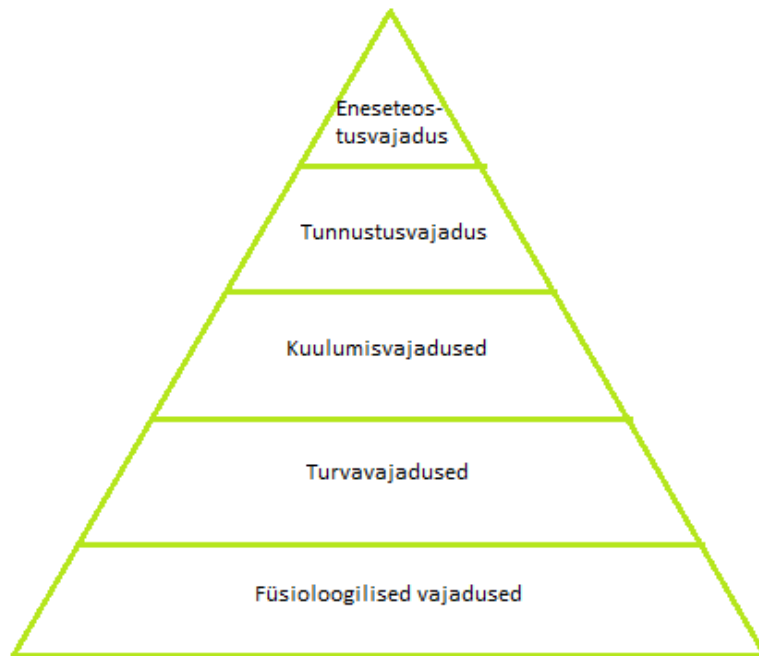 Eneseteos-
tusvajadus
Tunnustusvajadus
Kuulumisvajadused
Turvavajadused
Füsioloogilised vajadused